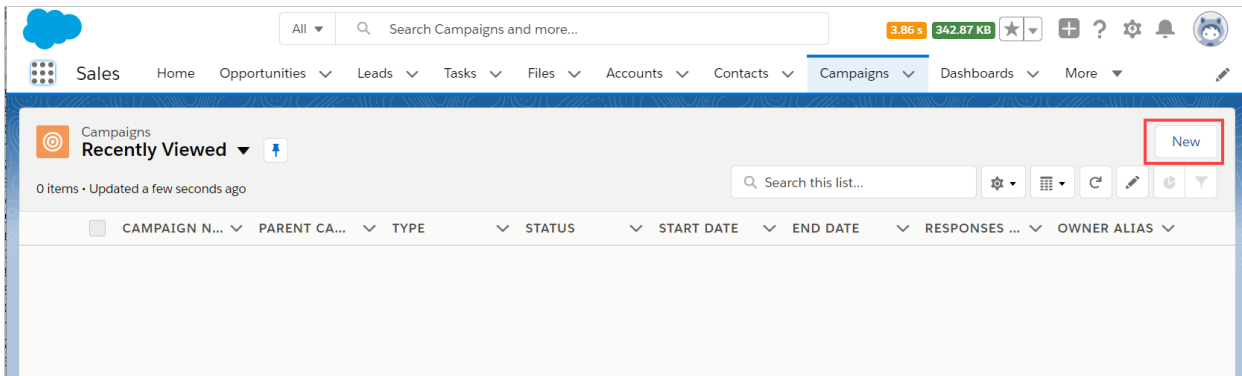 All Search Campaigns and more... 3.86 s 342.87 KB
Sales Home Opportunities Leads Tasks Files Accounts Contacts Campaigns Dashboards More
Campaigns
Recently Viewed
New
0 items • Updated a few seconds ago
Search this list...
CAMPAIGN N... PARENT CA... TYPE STATUS START DATE END DATE RESPONSES ... OWNER ALIAS